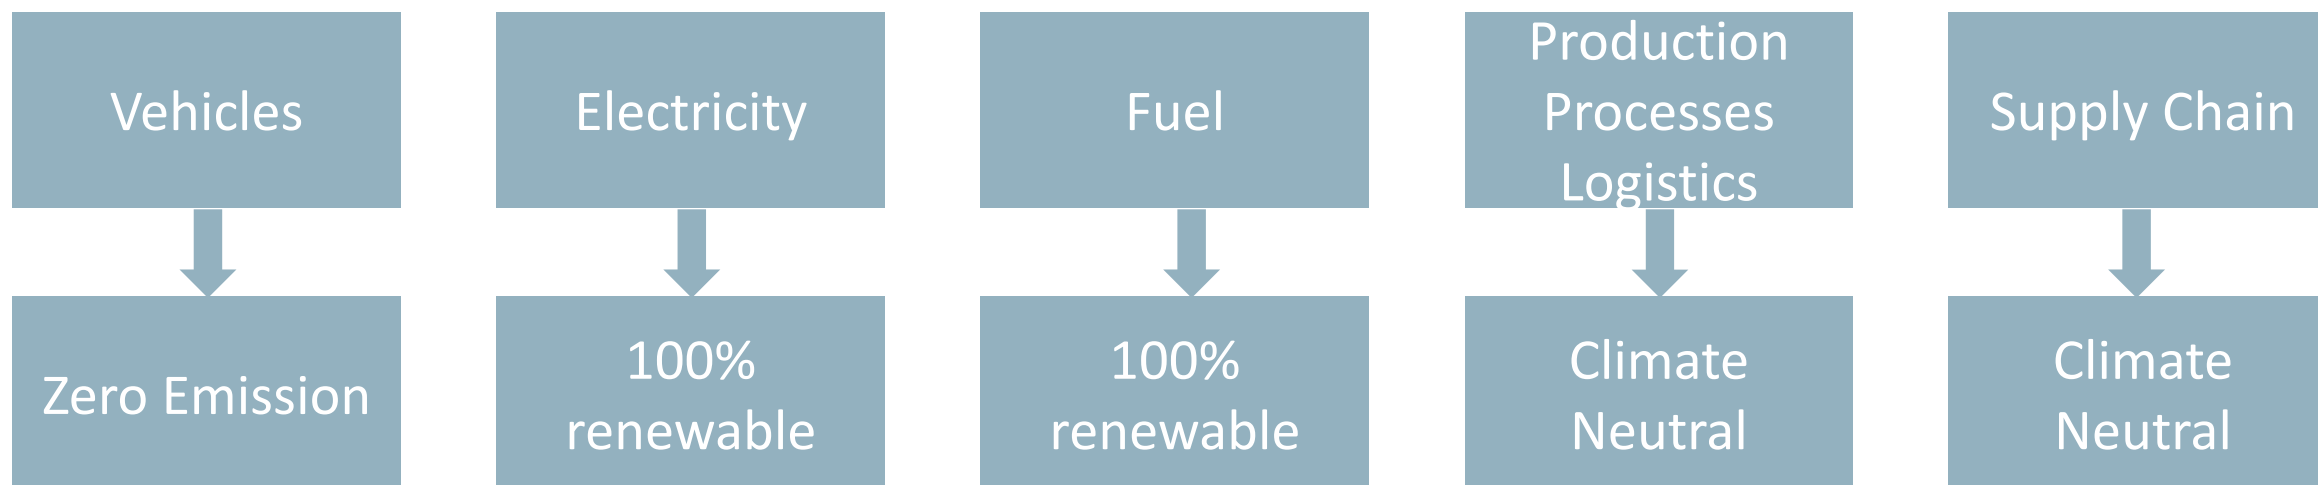 Vehicles
Electricity
Fuel
Production
Processes
Logistics
Supply Chain
Zero Emission
100%
renewable
100%
renewable
Climate
Neutral
Climate
Neutral